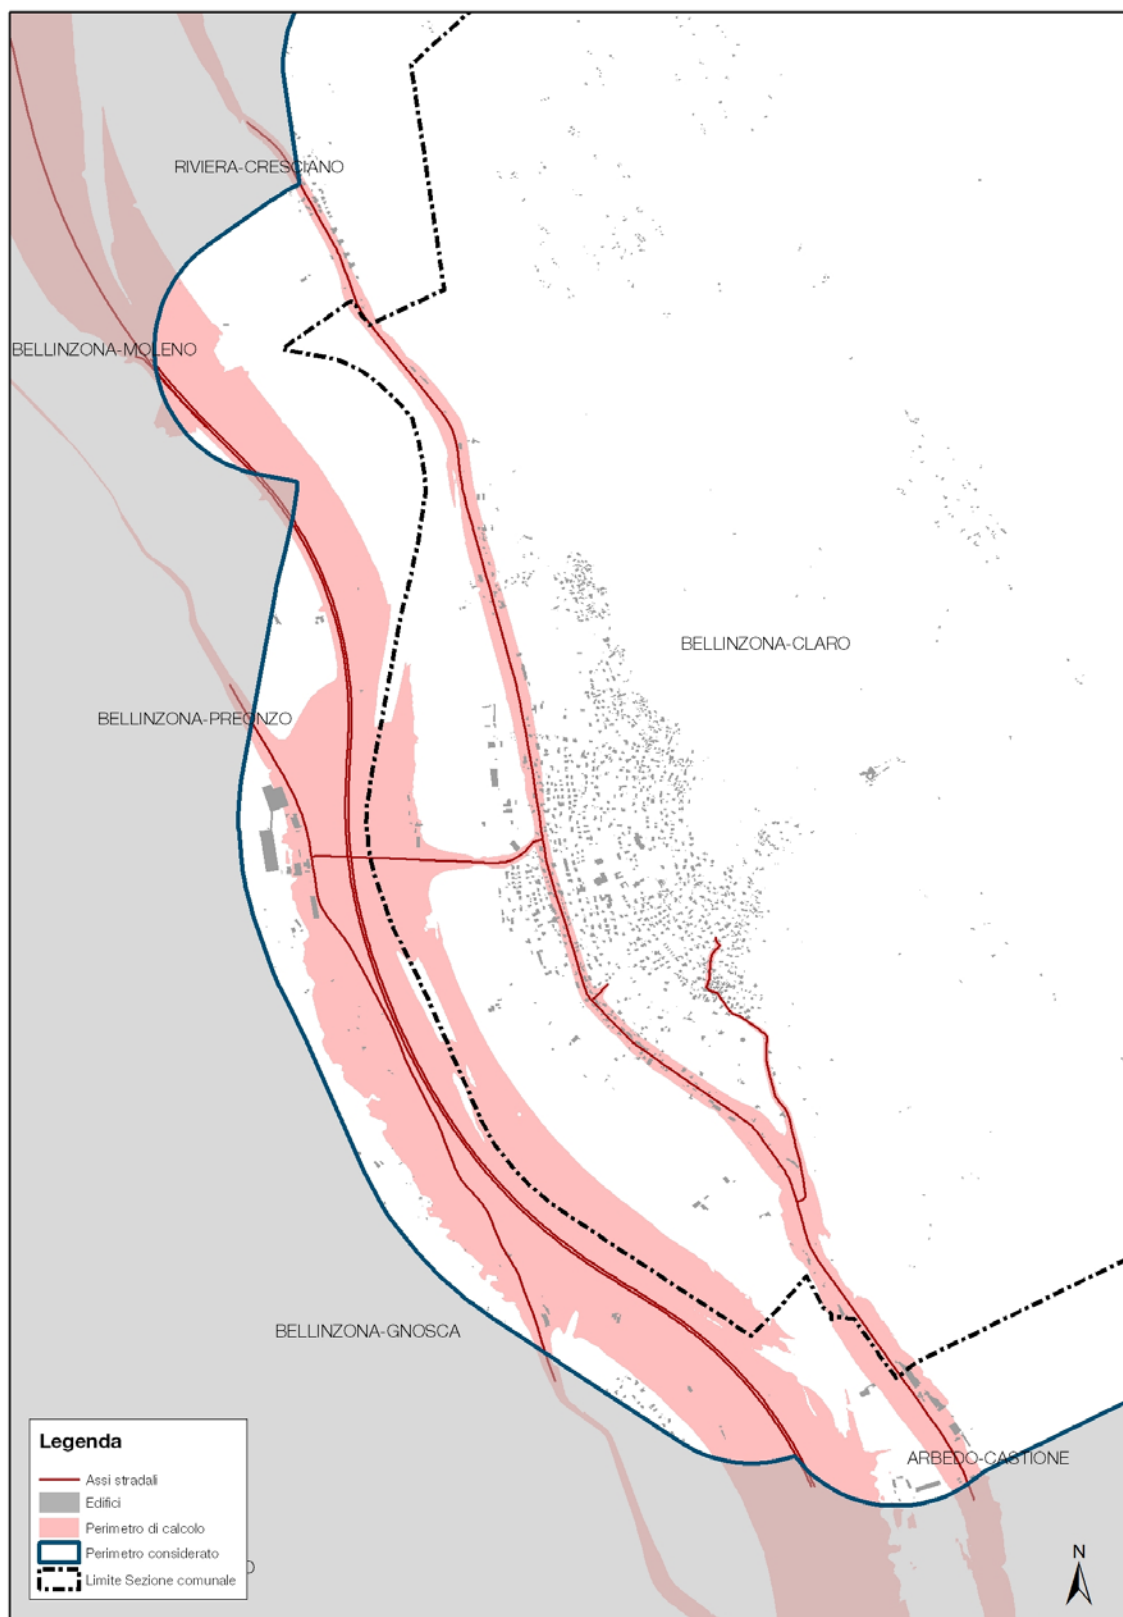 RIVIERA-CRESCIANO
BELLINZONA-MOLENO
BELLINZONA-CLARO
BELLINZONA-PREONZO
BELLINZONA-GNOSCA
ARBEDO-CASTIONE
Legenda
Assi stradali
Edifici
Perimetro di calcolo
Perimetro considerato
Limite Sezione comunale
N